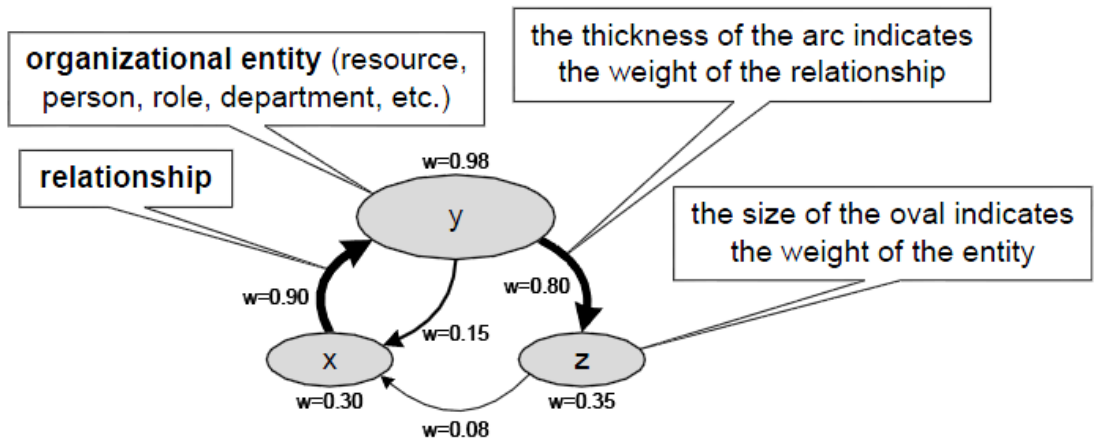 organizational entity (resource,
person, role, department, etc.)
the thickness of the arc indicates
the weight of the relationship
relationship
w=0.98
y
the size of the oval indicates
the weight of the entity
w=0.90
w=0.80
w=0.15
x
z
w=0.30
w=0.35
w=0.08